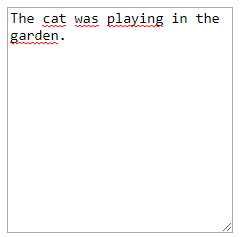 The cat was playing in the
garden.